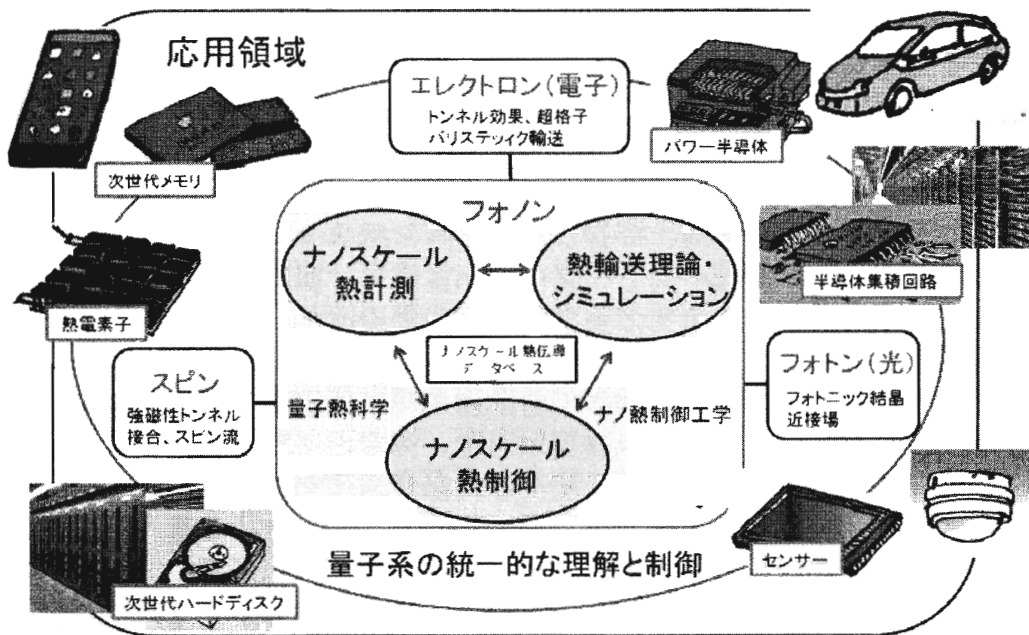 応用領域
エレクトロン(電子)
トンネル効果、超格子
バリスティック輸送
パワー半導体
次世代メモリ
フォノン
ナノスケール
熱計測
熱輸送理論・
シミュレーション
半導体集積回路
熱電素子
ナノスケール熱伝導
データベース
スピン
強磁性トンネル
接合、スピン流
フォトン(光)
フォトニック結晶
近接場
量子熱科学
ナノ熱制御工学
ナノスケール
熱制御
量子系の統一的な理解と制御
センサー
次世代ハードディスク